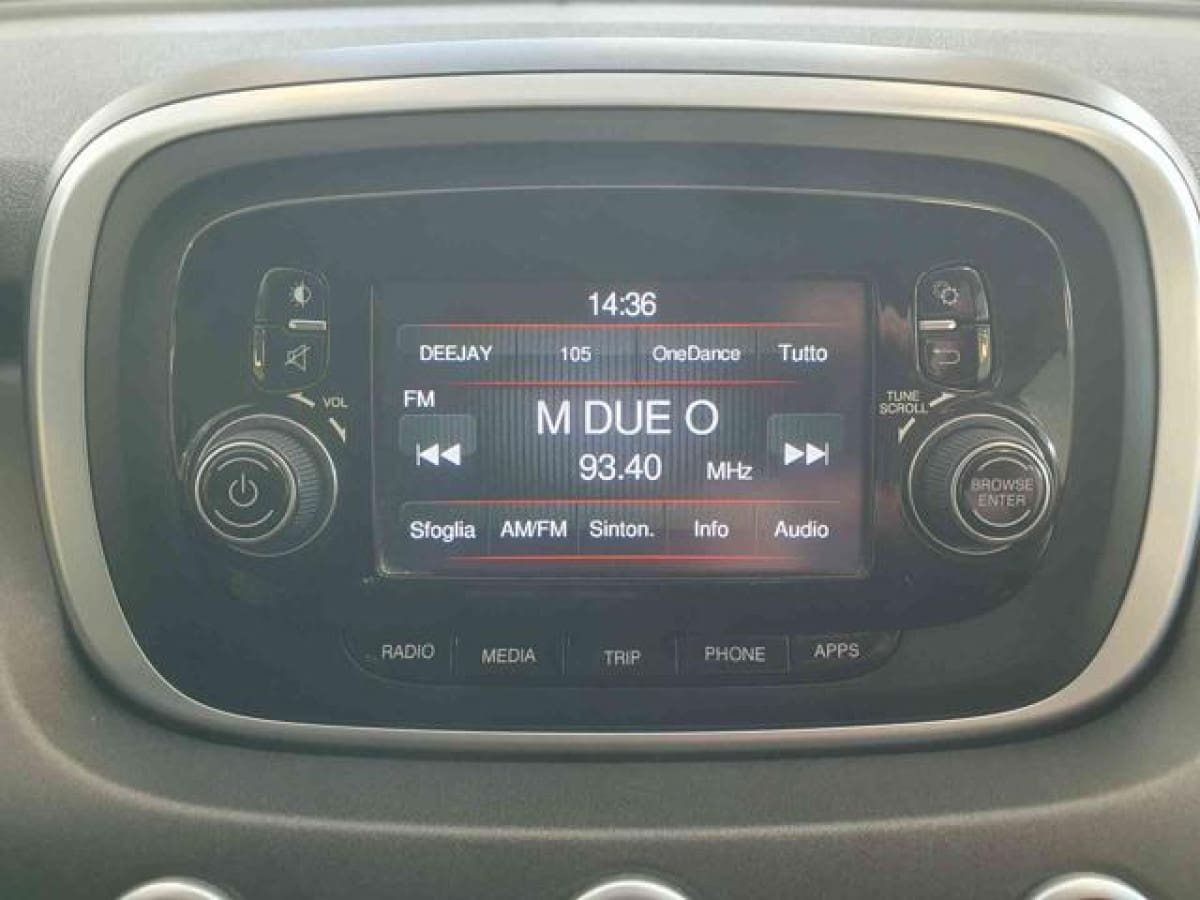 14:36
DEEJAY 105 OneDance Tutto
VOL
TUNE
SCROLL
FM
M DUE O
93.40 MHz
BROWSE
ENTER
Sfoglia AM/FM Sinton. Info Audio
RADIO MEDIA TRIP PHONE APPS